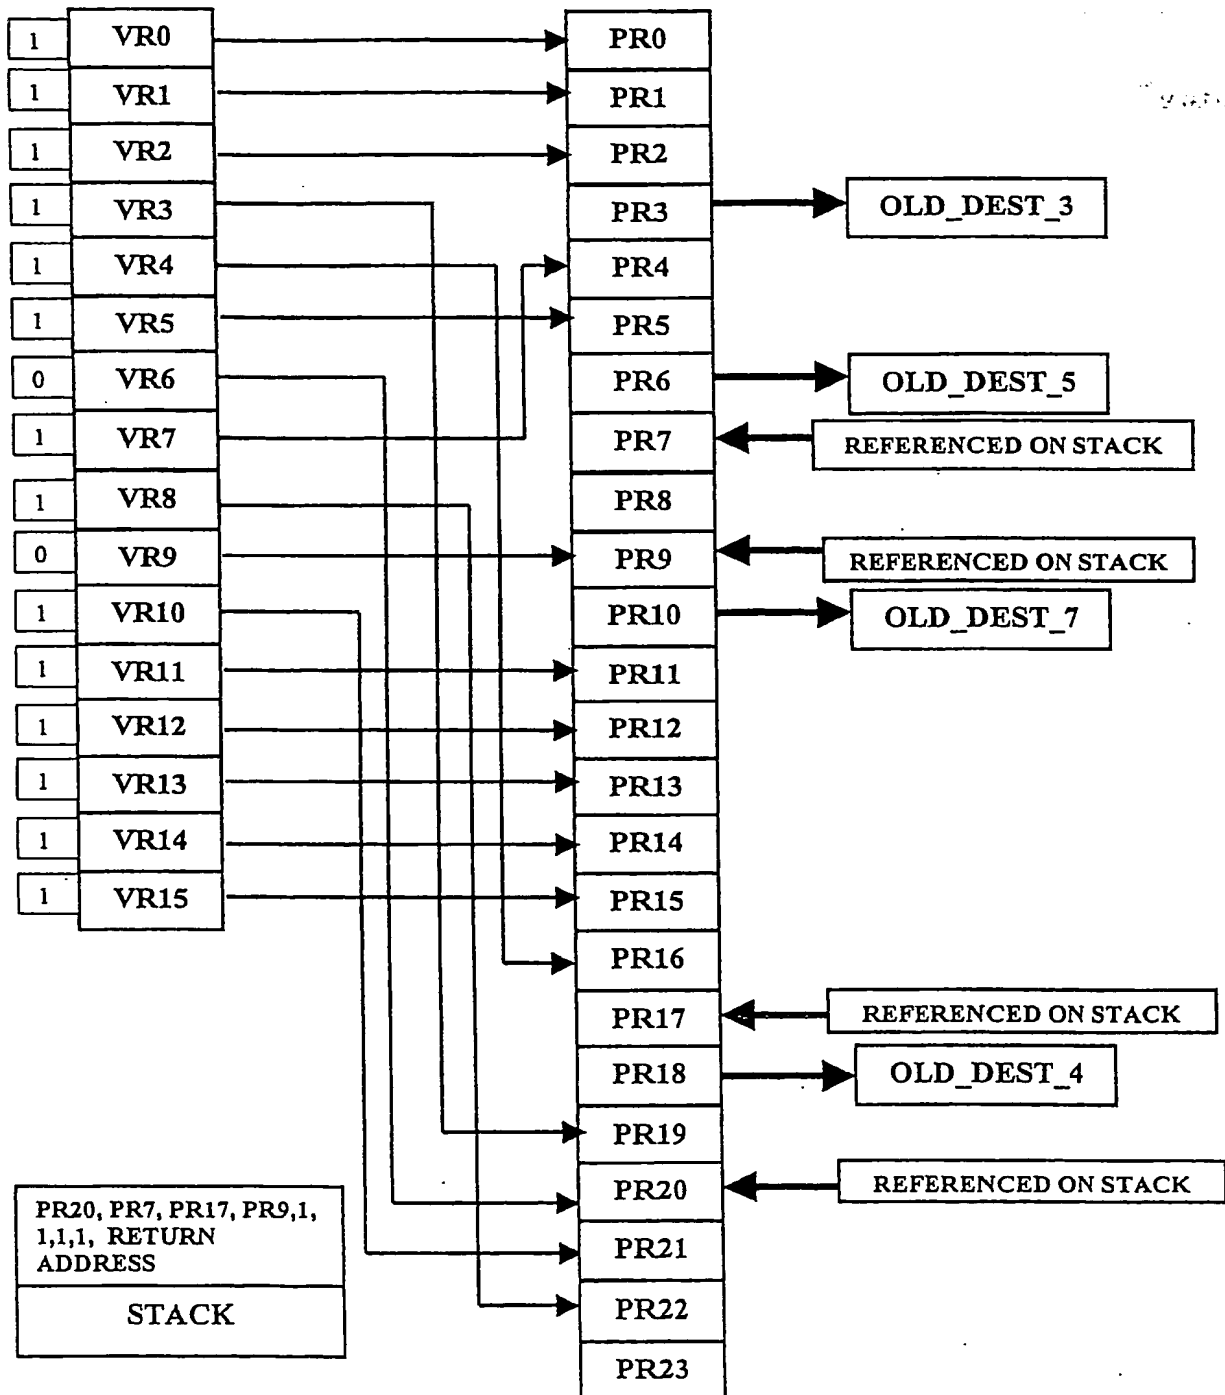 1 VR0 PR0
1 VR1 PR1
1 VR2 PR2
1 VR3 PR3 OLD_DEST_3
1 VR4 PR4
1 VR5 PR5
0 VR6 PR6 OLD_DEST_5
1 VR7 PR7 REFERENCED ON STACK
1 VR8 PR8
0 VR9 PR9 REFERENCED ON STACK
1 VR10 PR10 OLD_DEST_7
1 VR11 PR11
1 VR12 PR12
1 VR13 PR13
1 VR14 PR14
1 VR15 PR15
PR16
PR17 REFERENCED ON STACK
PR18 OLD_DEST_4
PR19
PR20 REFERENCED ON STACK
PR21
PR22
PR23
PR20, PR7, PR17, PR9,1,
1,1,1, RETURN
ADDRESS
STACK